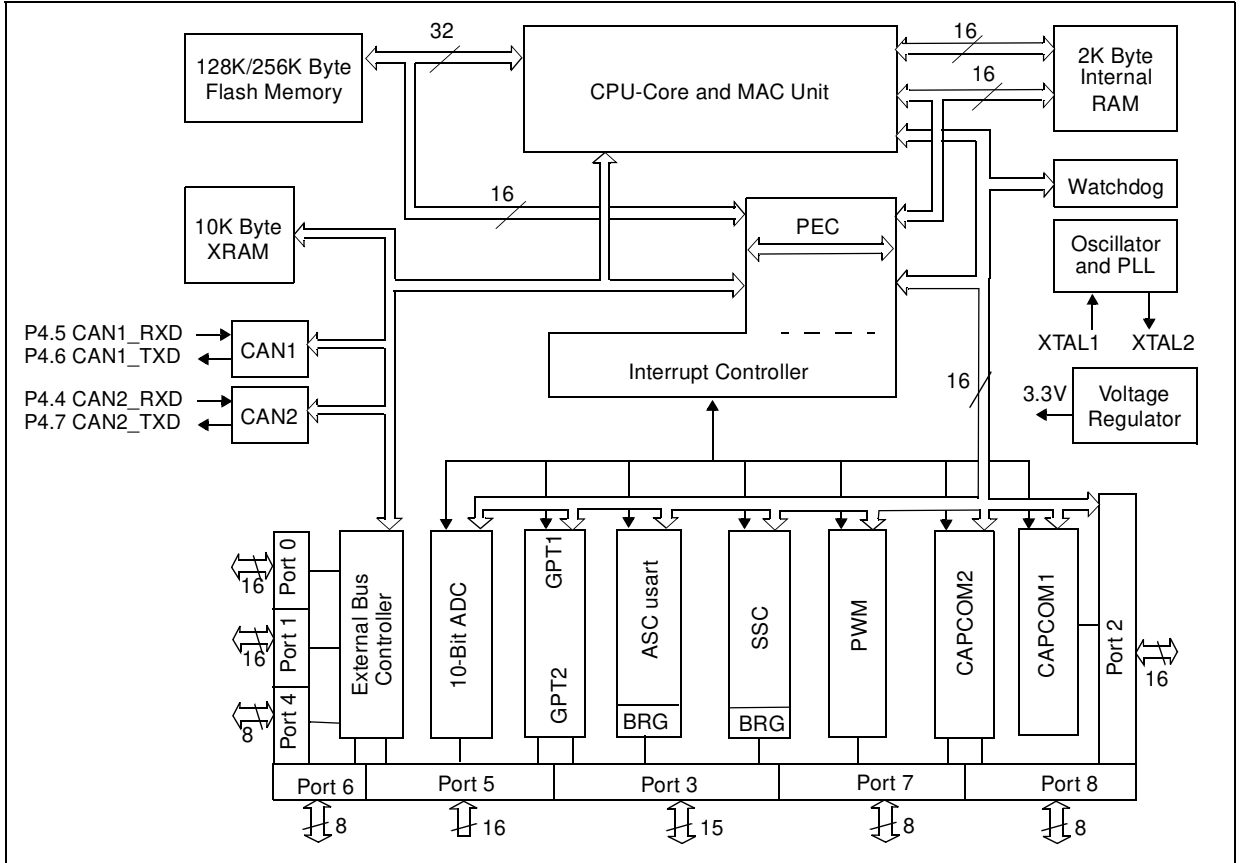 32
16
128K/256K Byte
Flash Memory
CPU-Core and MAC Unit
2K Byte
Internal
RAM
16
Watchdog
16
10K Byte
XRAM
PEC
Oscillator
and PLL
P4.5 CAN1_RXD
P4.6 CAN1_TXD
CAN1
XTAL1
XTAL2
Interrupt Controller
16
P4.4 CAN2_RXD
P4.7 CAN2_TXD
CAN2
3.3V
Voltage
Regulator
Port 0
16
Port 1
16
Port 4
8
External Bus
Controller
10-Bit ADC
GPT1
GPT2
ASC usart
BRG
SSC
BRG
PWM
CAPCOM2
CAPCOM1
Port 2
16
Port 6
Port 5
Port 3
Port 7
Port 8
8
16
15
8
8